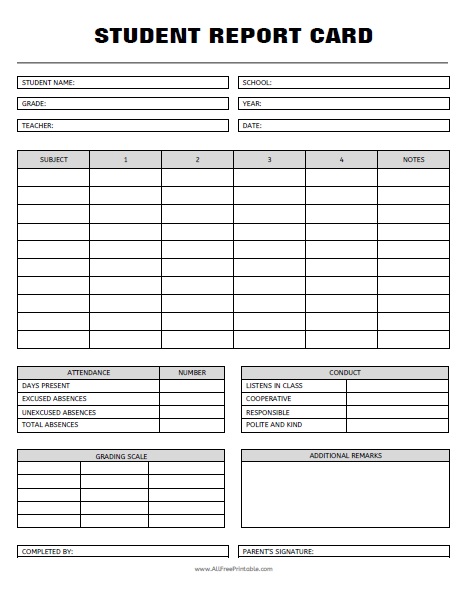 STUDENT REPORT CARD
STUDENT NAME: SCHOOL:
GRADE: YEAR:
TEACHER: DATE:
SUBJECT 1 2 3 4 NOTES
ATTENDANCE NUMBER CONDUCT
DAYS PRESENT LISTENS IN CLASS
EXCUSED ABSENCES COOPERATIVE
UNEXCUSED ABSENCES RESPONSIBLE
TOTAL ABSENCES POLITE AND KIND
GRADING SCALE ADDITIONAL REMARKS
COMPLETED BY: PARENT'S SIGNATURE:
www.AllFreePrintable.com